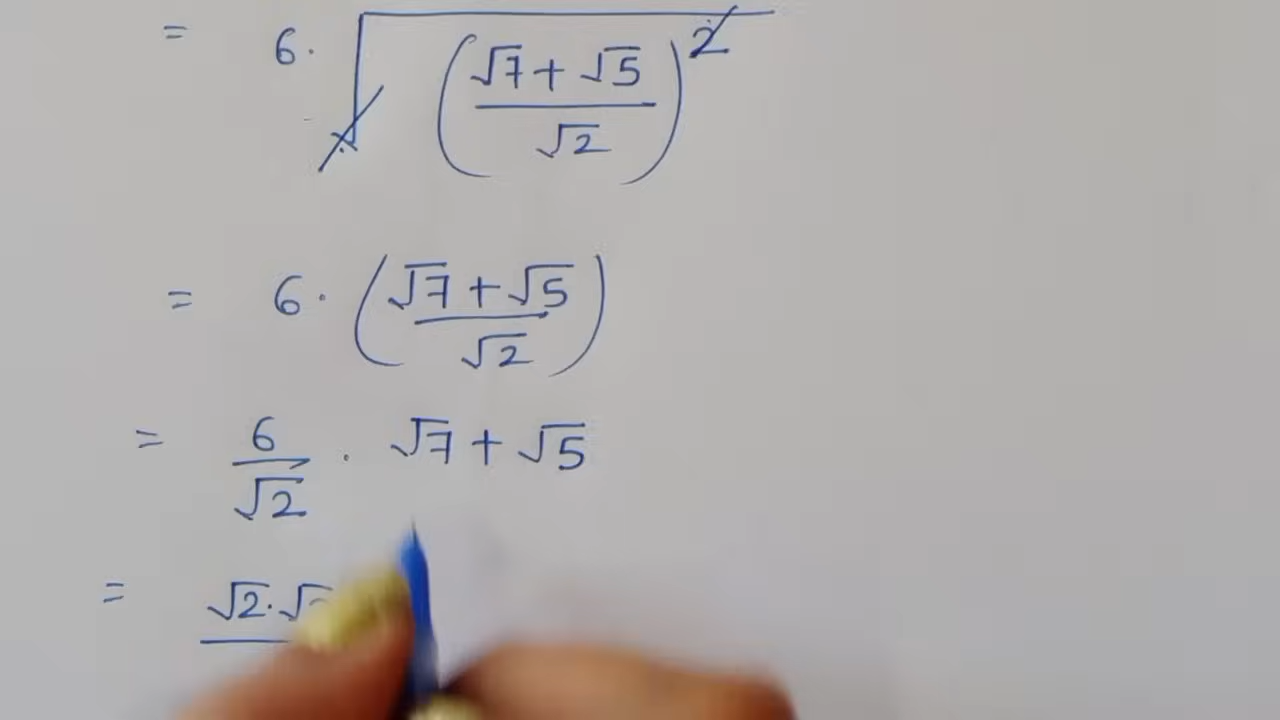 = 6 · √((√7 + √5)/√2)²
= 6 · ((√7 + √5)/√2)
= 6/√2 · √7 + √5
= √2 · √